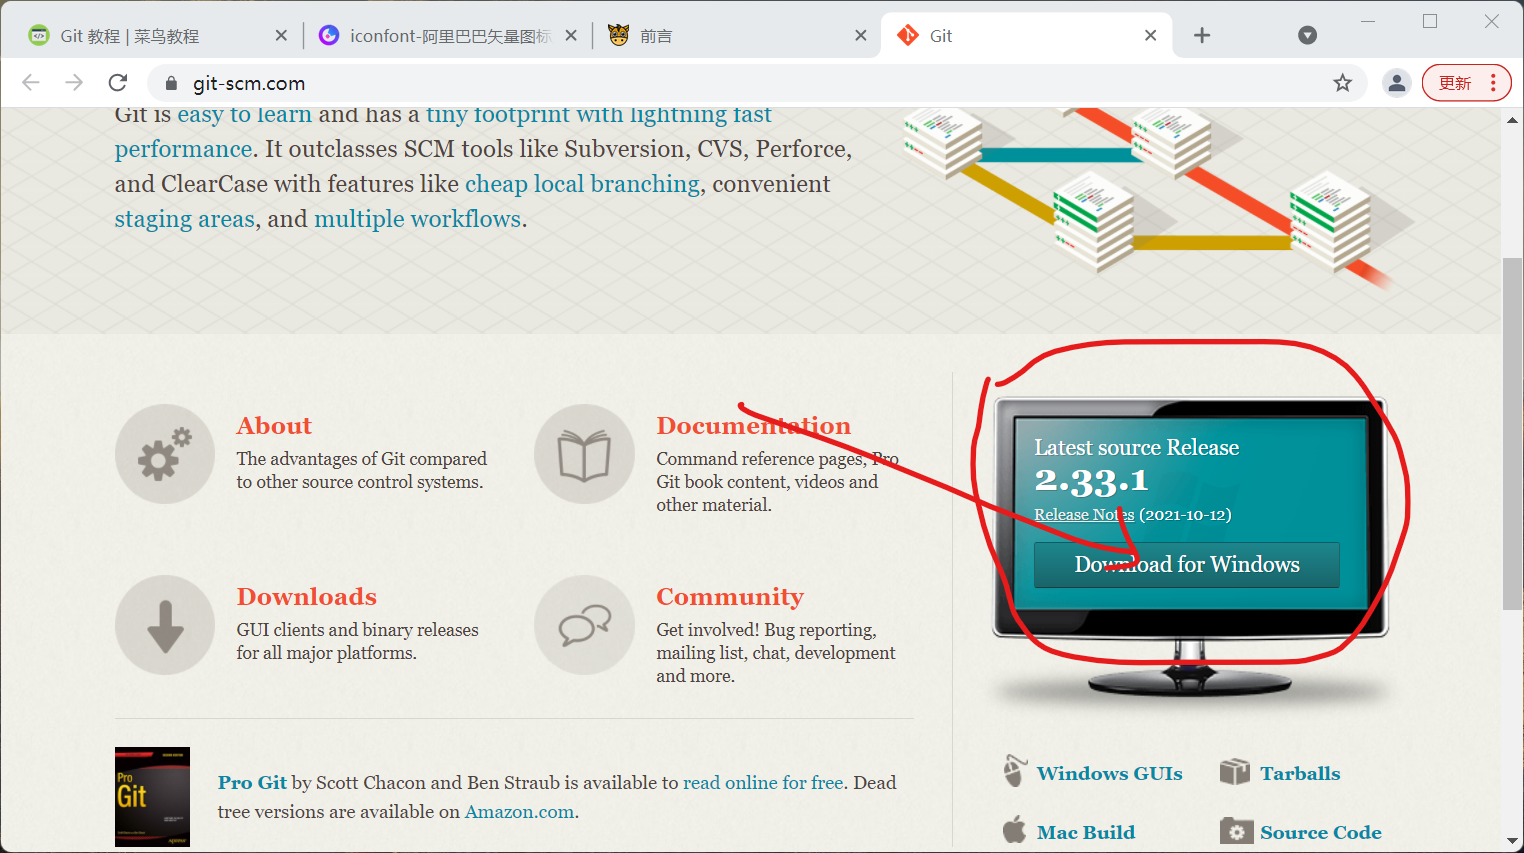 Git 教程 | 菜鸟教程
iconfont-阿里巴巴矢量图标
前言
Git
git-scm.com
更新
Git is easy to learn and has a tiny footprint with lightning fast
performance. It outclasses SCM tools like Subversion, CVS, Perforce,
and ClearCase with features like cheap local branching, convenient
staging areas, and multiple workflows.
About
The advantages of Git compared
to other source control systems.
Documentation
Command reference pages, Pro
Git book content, videos and
other material.
Downloads
GUI clients and binary releases
for all major platforms.
Community
Get involved! Bug reporting,
mailing list, chat, development
and more.
Latest source Release
2.33.1
Release Notes (2021-10-12)
Download for Windows
Pro
Git
Pro Git by Scott Chacon and Ben Straub is available to read online for free. Dead
tree versions are available on Amazon.com.
Windows GUIs
Tarballs
Mac Build
Source Code